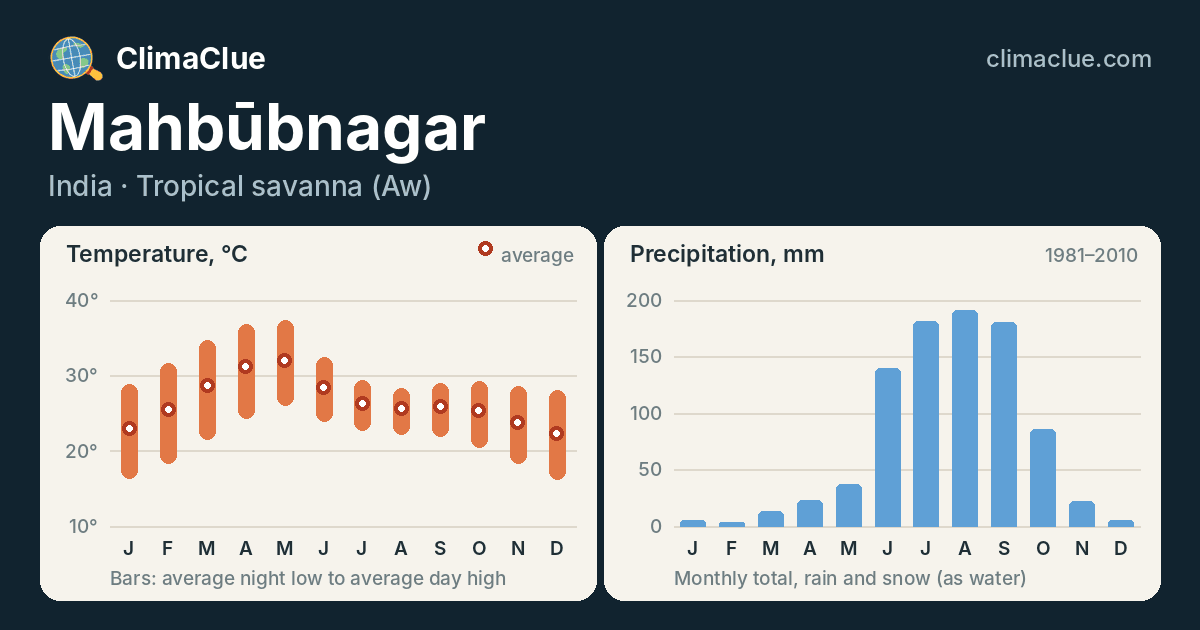 ClimaClue
climaclue.com
Mahbūbnagar
India · Tropical savanna (Aw)
Temperature, °C
average
40°
30°
20°
10°
J F M A M J J A S O N D
Bars: average night low to average day high
Precipitation, mm
1981–2010
200
150
100
50
0
J F M A M J J A S O N D
Monthly total, rain and snow (as water)